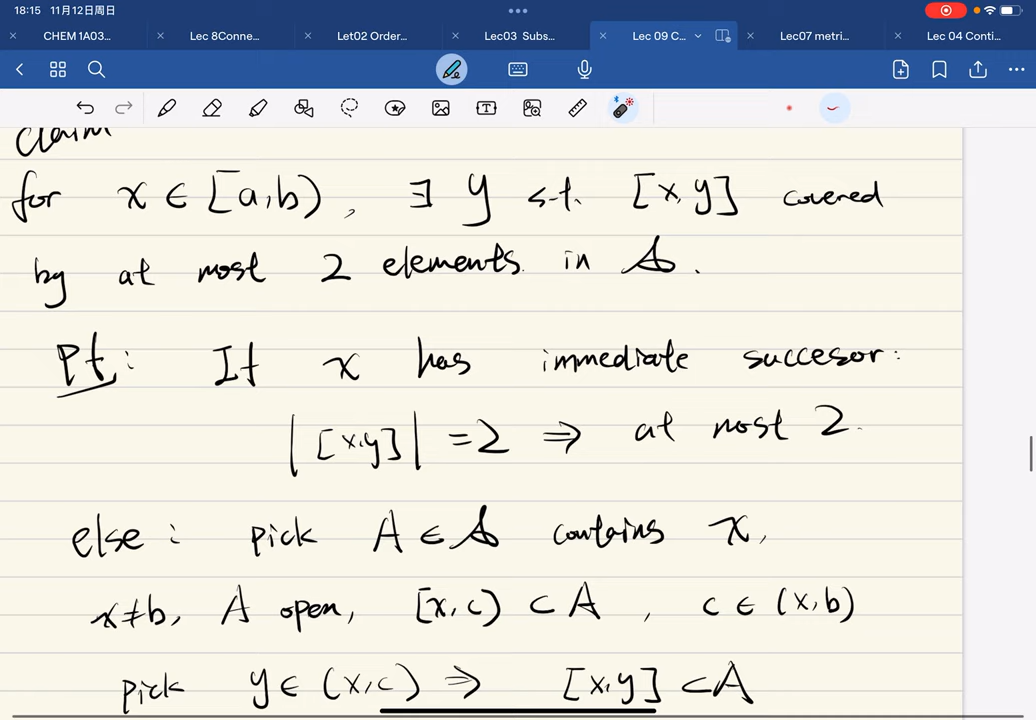 18:15 11月12日周日
CHEM 1A03...
Lec 8Conne...
Let02 Order...
Lec03 Subs...
Lec 09 C...
Lec07 metri...
Lec 04 Conti...
Claim
for x ∈ [a,b), ∃ y s.t. [x,y] covered
by at most 2 elements in 𝒜.
Pf: If x has immediate succesor:
|[x,y]| = 2 ⇒ at most 2.
else: pick A ∈ 𝒜 contains x,
x≠b, A open, [x,c) ⊂ A, c ∈ (x,b)
pick y ∈ (x,c) ⇒ [x,y] ⊂ A